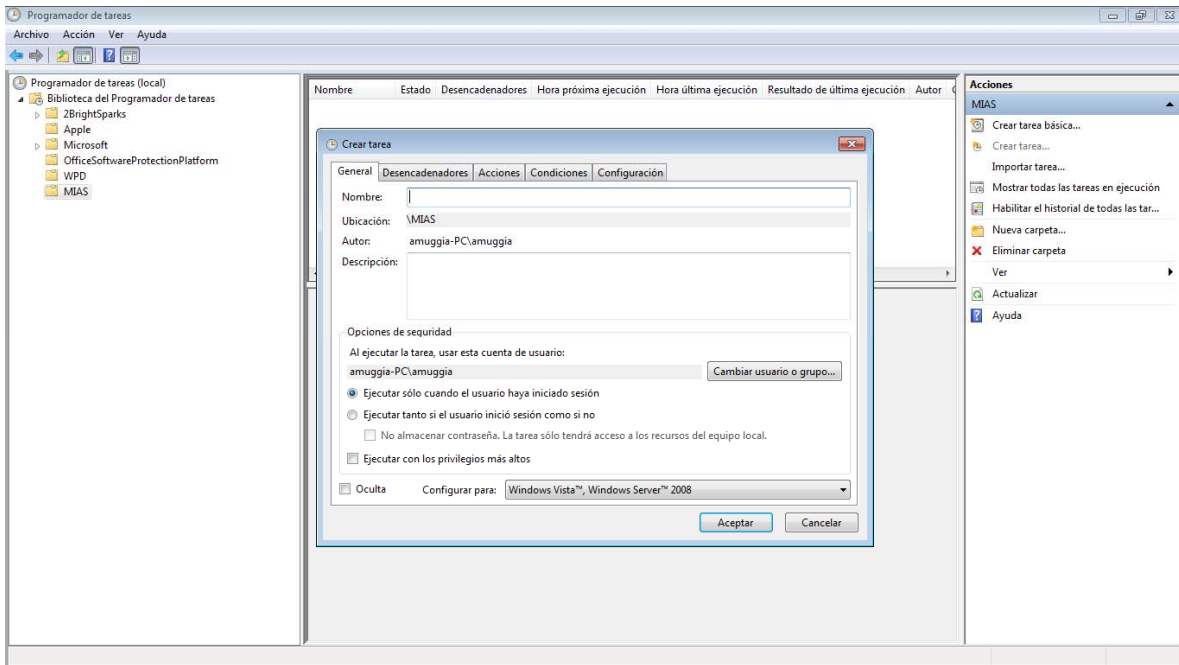 Programador de tareas
Archivo Acción Ver Ayuda
Programador de tareas (local)
Biblioteca del Programador de tareas
2BrightSparks
Apple
Microsoft
OfficeSoftwareProtectionPlatform
WPD
MIAS
Nombre Estado Desencadenadores Hora próxima ejecución Hora última ejecución Resultado de última ejecución Autor
Crear tarea
General Desencadenadores Acciones Condiciones Configuración
Nombre:
Ubicación: \MIAS
Autor: amuggia-PC\amuggia
Descripción:
Opciones de seguridad
Al ejecutar la tarea, usar esta cuenta de usuario:
amuggia-PC\amuggia Cambiar usuario o grupo...
Ejecutar sólo cuando el usuario haya iniciado sesión
Ejecutar tanto si el usuario inició sesión como si no
No almacenar contraseña. La tarea sólo tendrá acceso a los recursos del equipo local.
Ejecutar con los privilegios más altos
Oculta Configurar para: Windows Vista™, Windows Server™ 2008
Aceptar Cancelar
Acciones
MIAS
Crear tarea básica...
Crear tarea...
Importar tarea...
Mostrar todas las tareas en ejecución
Habilitar el historial de todas las tar...
Nueva carpeta...
Eliminar carpeta
Ver
Actualizar
Ayuda